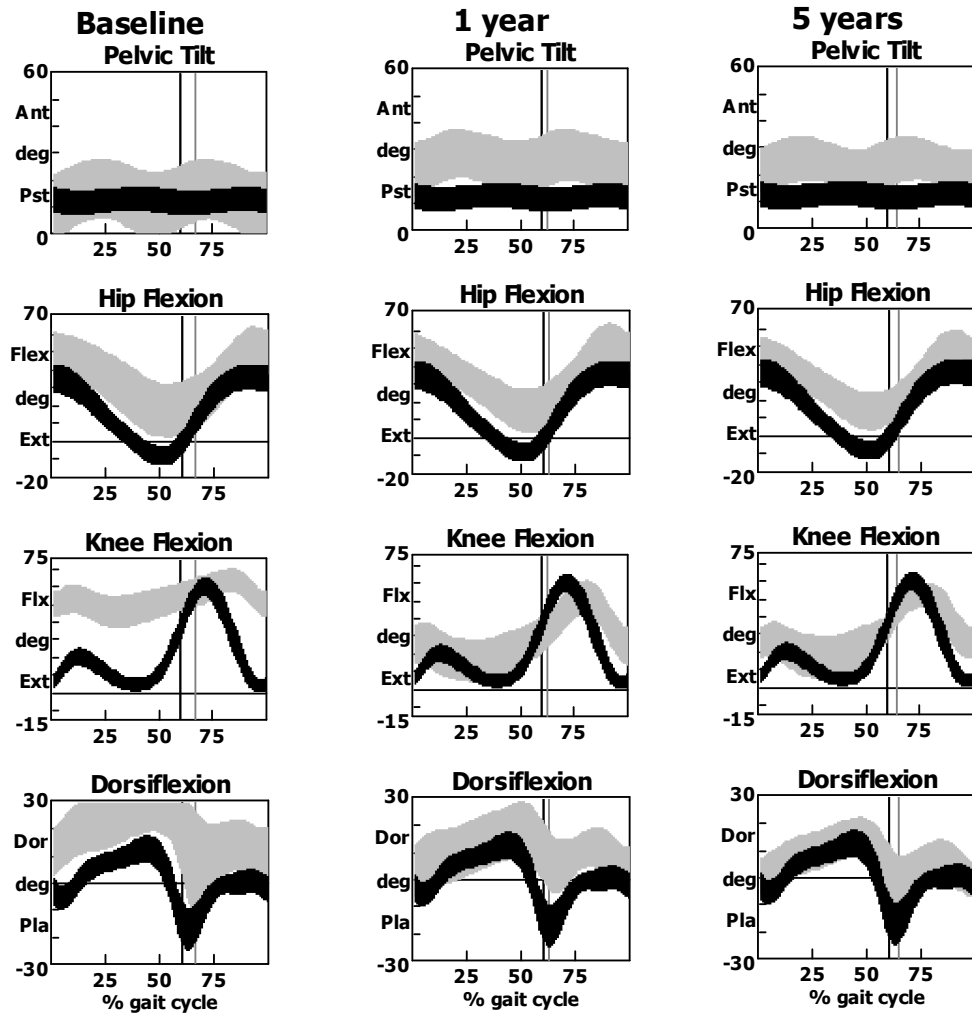 Baseline 1 year 5 years
Pelvic Tilt Pelvic Tilt Pelvic Tilt
60 60 60
Ant Ant Ant
deg deg deg
Pst Pst Pst
0 0 0
25 50 75 25 50 75 25 50 75
Hip Flexion Hip Flexion Hip Flexion
70 70 70
Flex Flex Flex
deg deg deg
Ext Ext Ext
-20 -20 -20
25 50 75 25 50 75 25 50 75
Knee Flexion Knee Flexion Knee Flexion
75 75 75
Flx Flx Flx
deg deg deg
Ext Ext Ext
-15 -15 -15
25 50 75 25 50 75 25 50 75
Dorsiflexion Dorsiflexion Dorsiflexion
30 30 30
Dor Dor Dor
deg deg deg
Pla Pla Pla
-30 -30 -30
25 50 75 25 50 75 25 50 75
% gait cycle % gait cycle % gait cycle